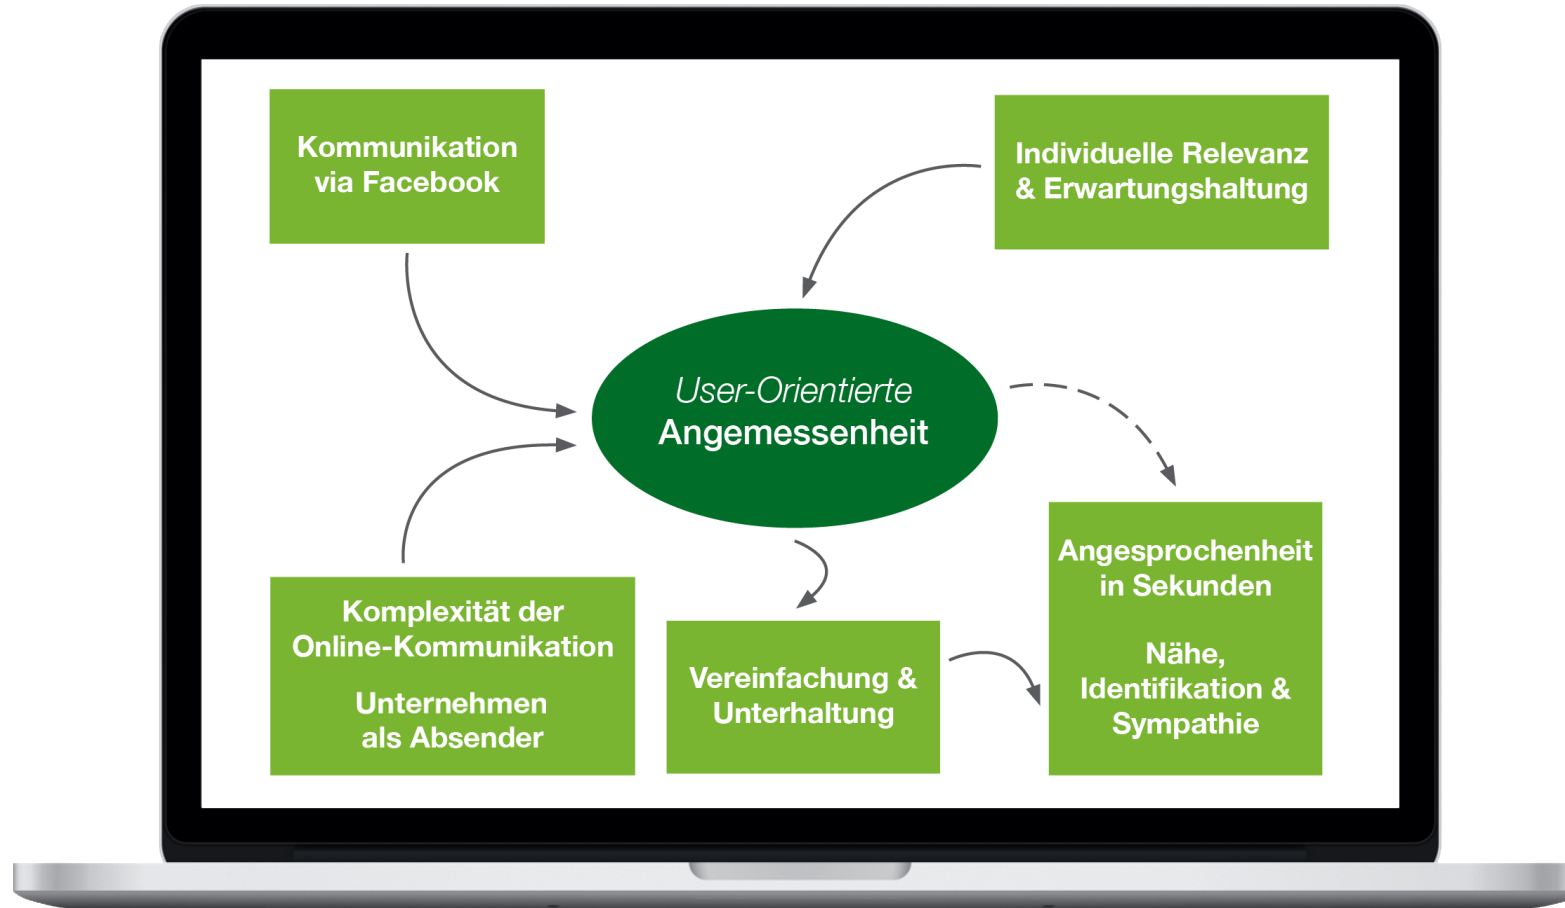 Kommunikation
via Facebook
Individuelle Relevanz
& Erwartungshaltung
User-Orientierte
Angemessenheit
Komplexität der
Online-Kommunikation
Unternehmen
als Absender
Vereinfachung &
Unterhaltung
Angesprochenheit
in Sekunden
Nähe,
Identifikation &
Sympathie